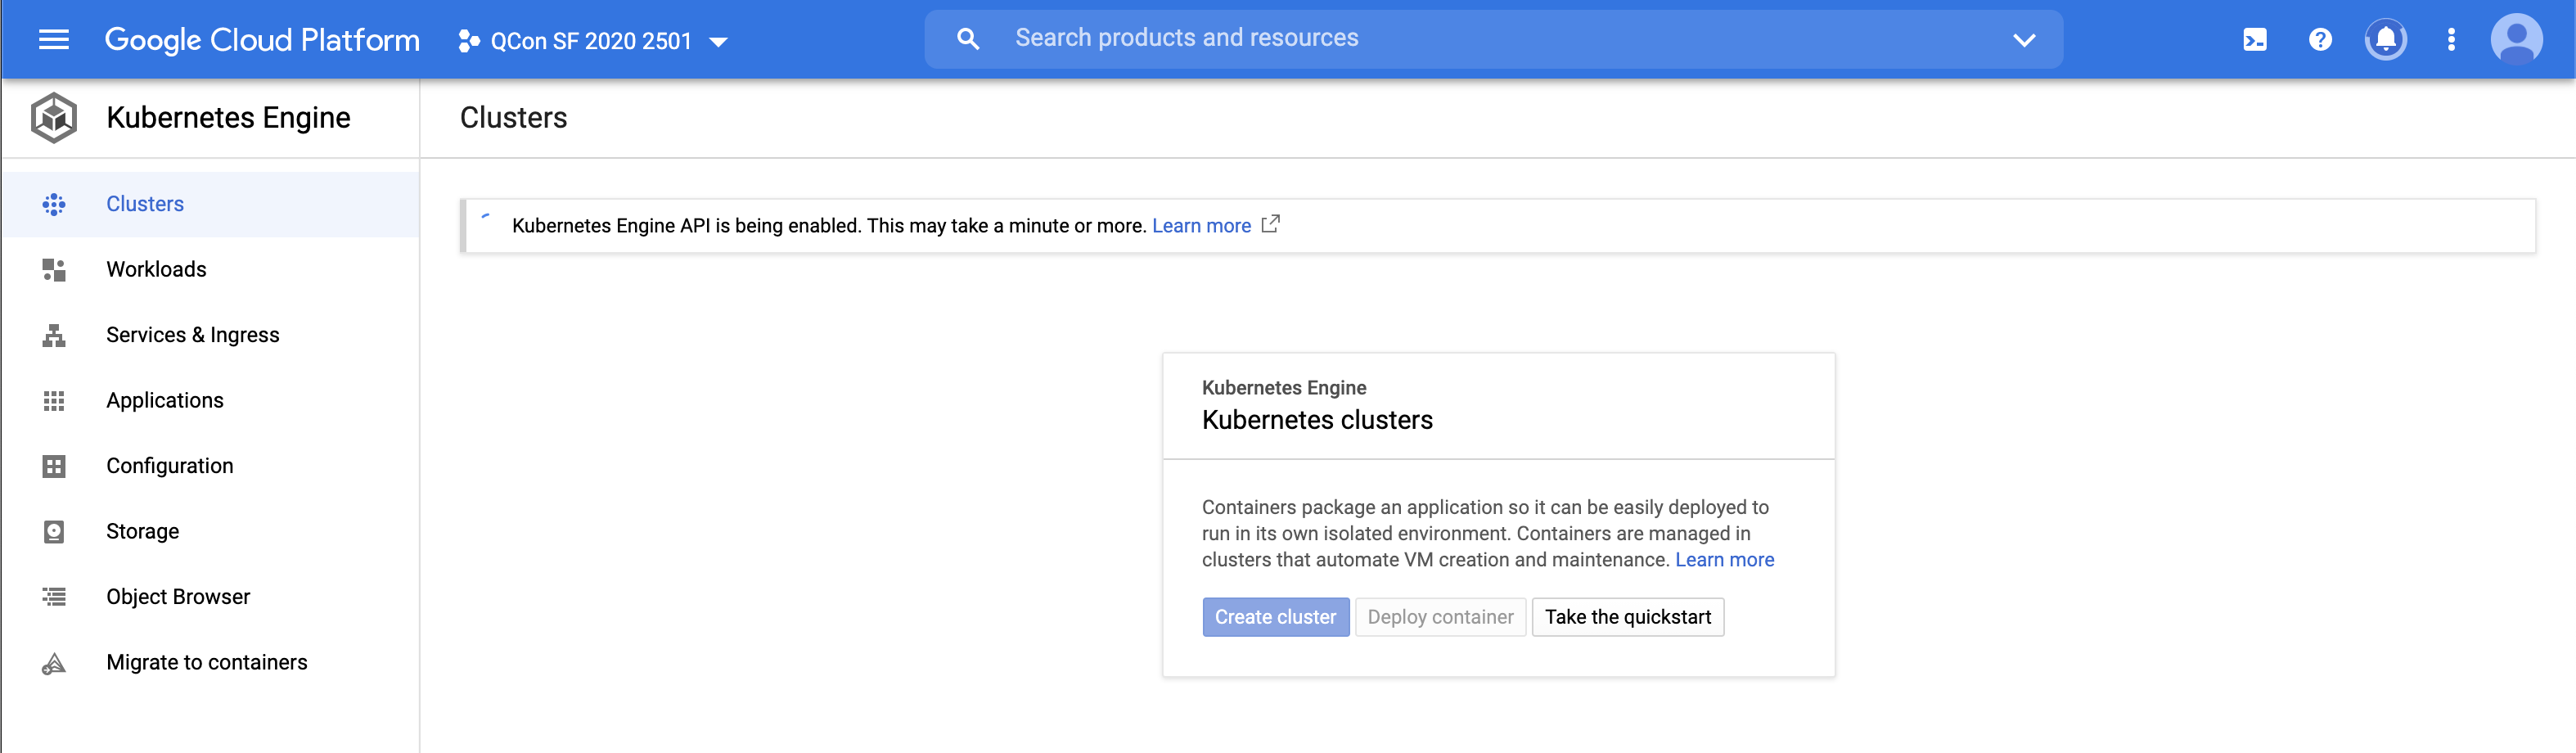 Google Cloud Platform
QCon SF 2020 2501
Search products and resources
Kubernetes Engine
Clusters
Clusters
Workloads
Services & Ingress
Applications
Configuration
Storage
Object Browser
Migrate to containers
Kubernetes Engine API is being enabled. This may take a minute or more. Learn more
Kubernetes Engine
Kubernetes clusters
Containers package an application so it can be easily deployed to
run in its own isolated environment. Containers are managed in
clusters that automate VM creation and maintenance. Learn more
Create cluster Deploy container Take the quickstart